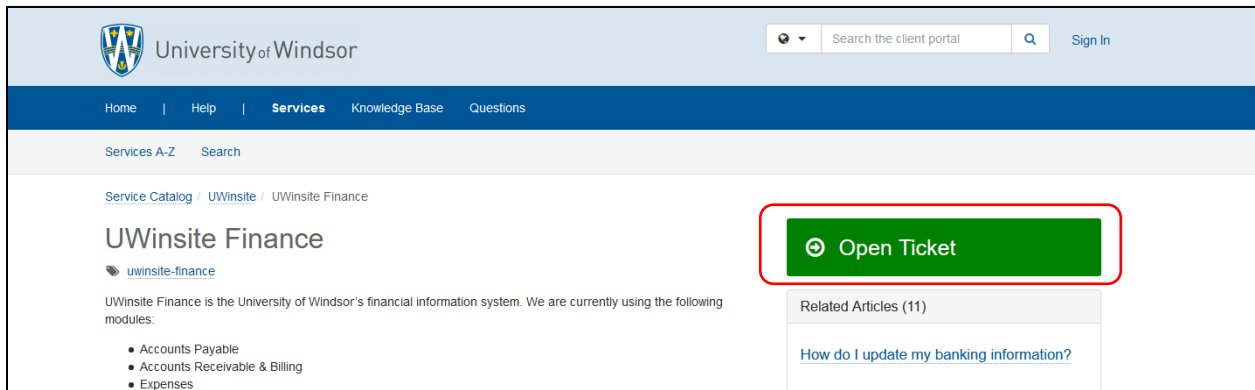 University of Windsor
Search the client portal
Sign In
Home | Help | Services Knowledge Base Questions
Services A-Z Search
Service Catalog / UWinsite / UWinsite Finance
UWinsite Finance
uwinsite-finance
UWinsite Finance is the University of Windsor's financial information system. We are currently using the following
modules:
• Accounts Payable
• Accounts Receivable & Billing
• Expenses
Open Ticket
Related Articles (11)
How do I update my banking information?